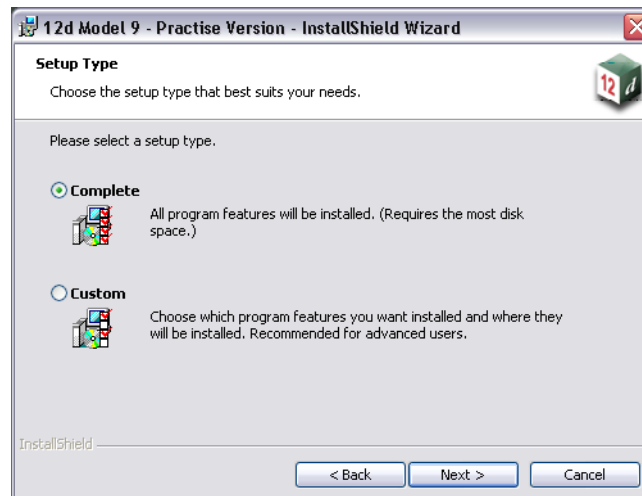 12d Model 9 - Practise Version - InstallShield Wizard
Setup Type
Choose the setup type that best suits your needs.
12 d
Please select a setup type.
Complete
All program features will be installed. (Requires the most disk
space.)
Custom
Choose which program features you want installed and where they
will be installed. Recommended for advanced users.
InstallShield
< Back Next > Cancel